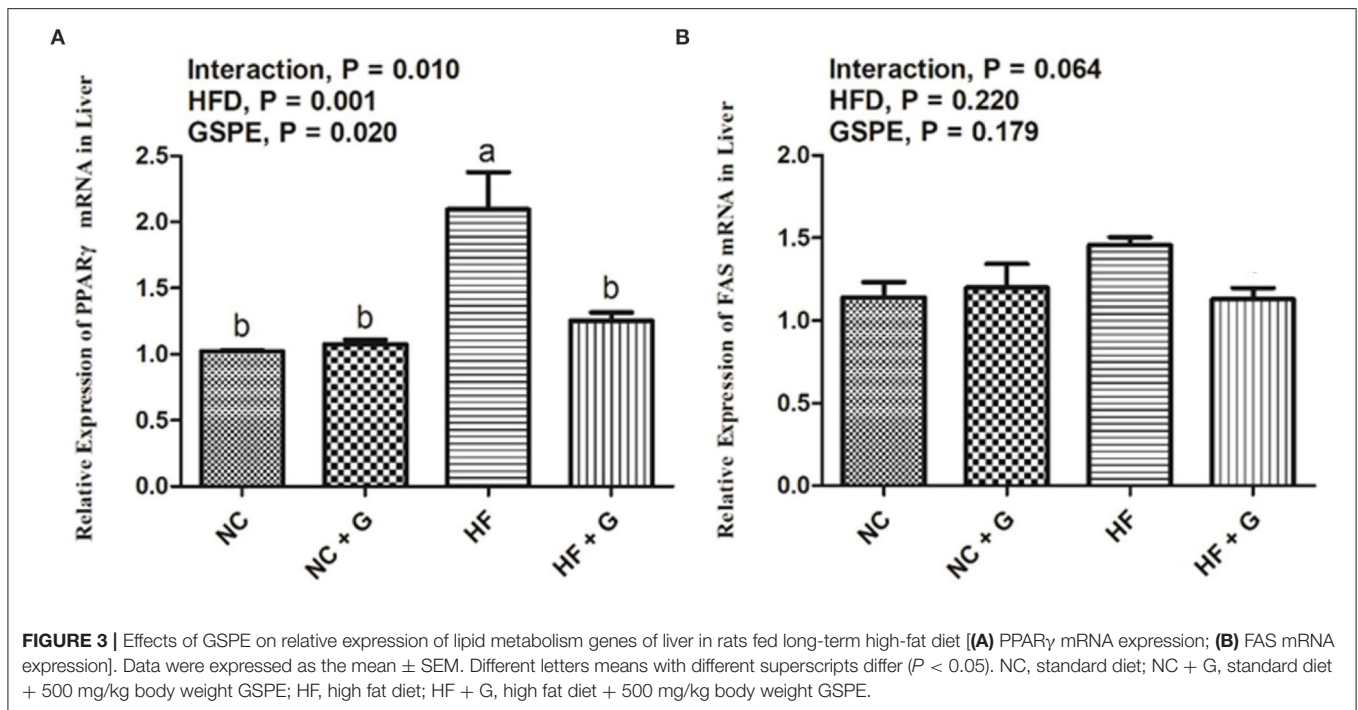 A
Interaction, P = 0.010
HFD, P = 0.001
GSPE, P = 0.020
Relative Expression of PPARγ mRNA in Liver
2.5
2.0
1.5
1.0
0.5
0.0
b
b
a
b
NC
NC + G
HF
HF + G
B
Interaction, P = 0.064
HFD, P = 0.220
GSPE, P = 0.179
Relative Expression of FAS mRNA in Liver
2.0
1.5
1.0
0.5
0.0
NC
NC + G
HF
HF + G
FIGURE 3 | Effects of GSPE on relative expression of lipid metabolism genes of liver in rats fed long-term high-fat diet [(A) PPARγ mRNA expression; (B) FAS mRNA
expression]. Data were expressed as the mean ± SEM. Different letters means with different superscripts differ (P < 0.05). NC, standard diet; NC + G, standard diet
+ 500 mg/kg body weight GSPE; HF, high fat diet; HF + G, high fat diet + 500 mg/kg body weight GSPE.